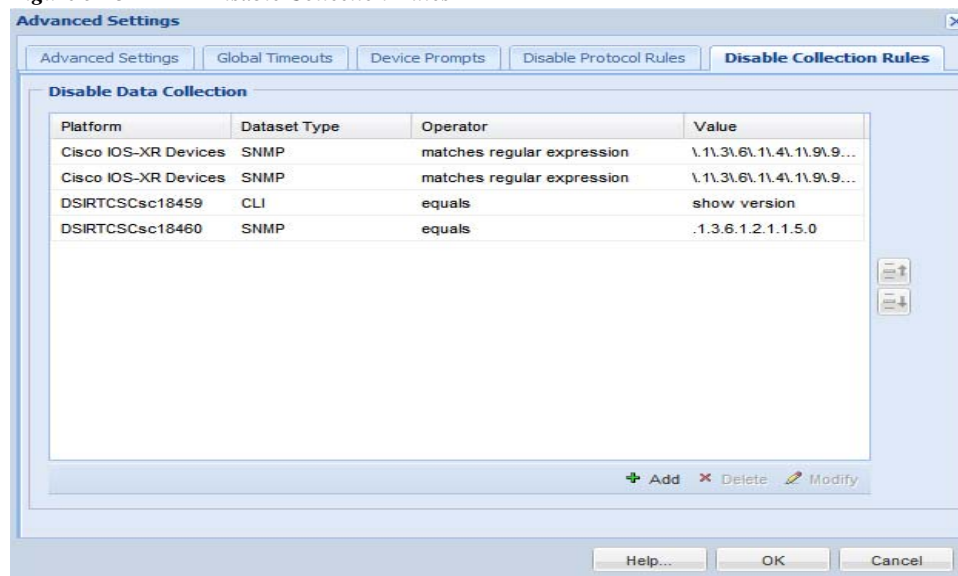 Advanced Settings
Advanced Settings Global Timeouts Device Prompts Disable Protocol Rules Disable Collection Rules
Disable Data Collection
Platform Dataset Type Operator Value
Cisco IOS-XR Devices SNMP matches regular expression \.1\.3\.6\.1\.4\.1\.9\.9...
Cisco IOS-XR Devices SNMP matches regular expression \.1\.3\.6\.1\.4\.1\.9\.9...
DSIRTCSCsc18459 CLI equals show version
DSIRTCSCsc18460 SNMP equals .1.3.6.1.2.1.1.5.0
Add Delete Modify
Help... OK Cancel